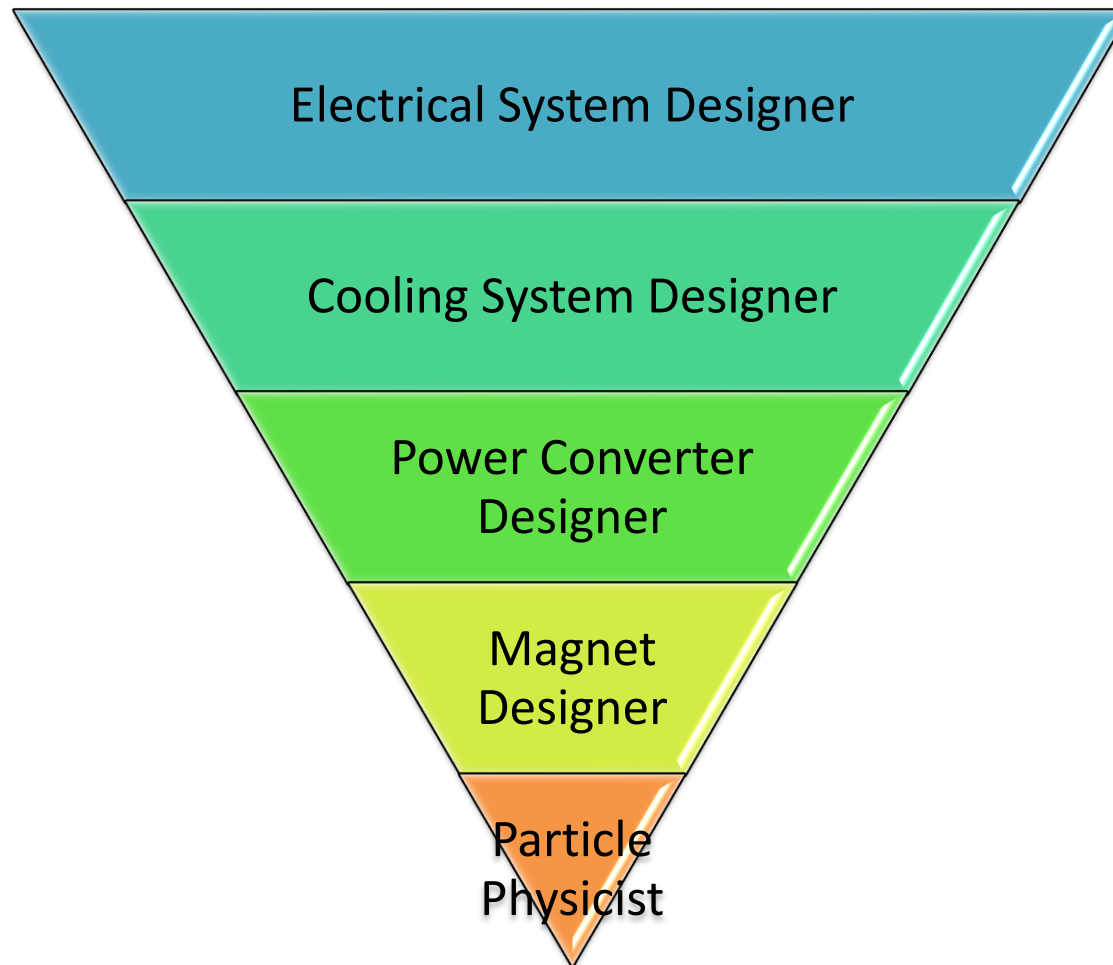 Electrical System Designer
Cooling System Designer
Power Converter
Designer
Magnet
Designer
Particle
Physicist